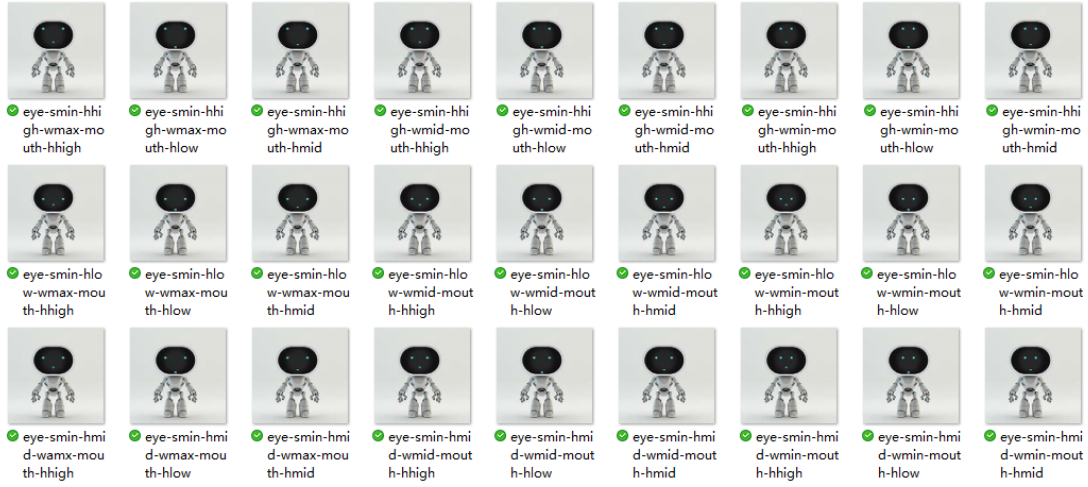 eye-smin-hhi
gh-wmax-mo
uth-hhigh
eye-smin-hhi
gh-wmax-mo
uth-hlow
eye-smin-hhi
gh-wmax-mo
uth-hmid
eye-smin-hhi
gh-wmid-mo
uth-hhigh
eye-smin-hhi
gh-wmid-mo
uth-hlow
eye-smin-hhi
gh-wmid-mo
uth-hmid
eye-smin-hhi
gh-wmin-mo
uth-hhigh
eye-smin-hhi
gh-wmin-mo
uth-hlow
eye-smin-hhi
gh-wmin-mo
uth-hmid
eye-smin-hlo
w-wmax-mou
th-hhigh
eye-smin-hlo
w-wmax-mou
th-hlow
eye-smin-hlo
w-wmax-mou
th-hmid
eye-smin-hlo
w-wmid-mout
h-hhigh
eye-smin-hlo
w-wmid-mout
h-hlow
eye-smin-hlo
w-wmid-mout
h-hmid
eye-smin-hlo
w-wmin-mout
h-hhigh
eye-smin-hlo
w-wmin-mout
h-hlow
eye-smin-hlo
w-wmin-mout
h-hmid
eye-smin-hmi
d-wamx-mou
th-hhigh
eye-smin-hmi
d-wmax-mou
th-hlow
eye-smin-hmi
d-wmax-mou
th-hmid
eye-smin-hmi
d-wmid-mout
h-hhigh
eye-smin-hmi
d-wmid-mout
h-hlow
eye-smin-hmi
d-wmid-mout
h-hmid
eye-smin-hmi
d-wmin-mout
h-hhigh
eye-smin-hmi
d-wmin-mout
h-hlow
eye-smin-hmi
d-wmin-mout
h-hmid